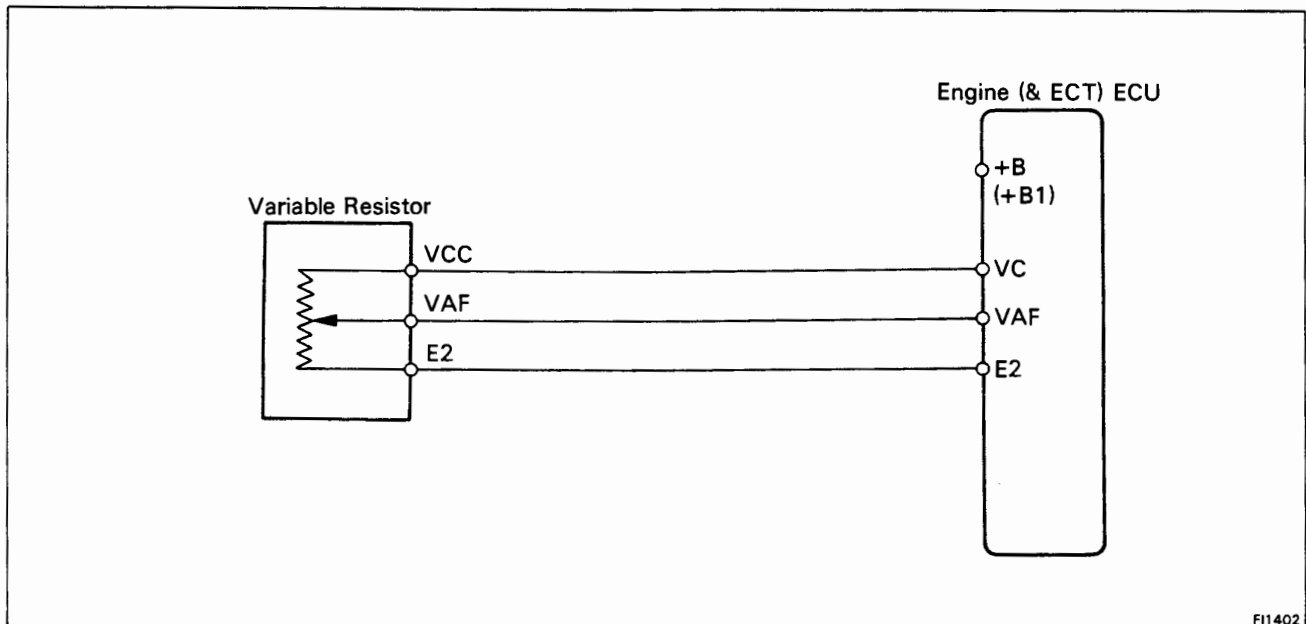 Engine (& ECT) ECU
+B
(+B1)
Variable Resistor
VCC
VC
VAF
VAF
E2
E2
FI1402